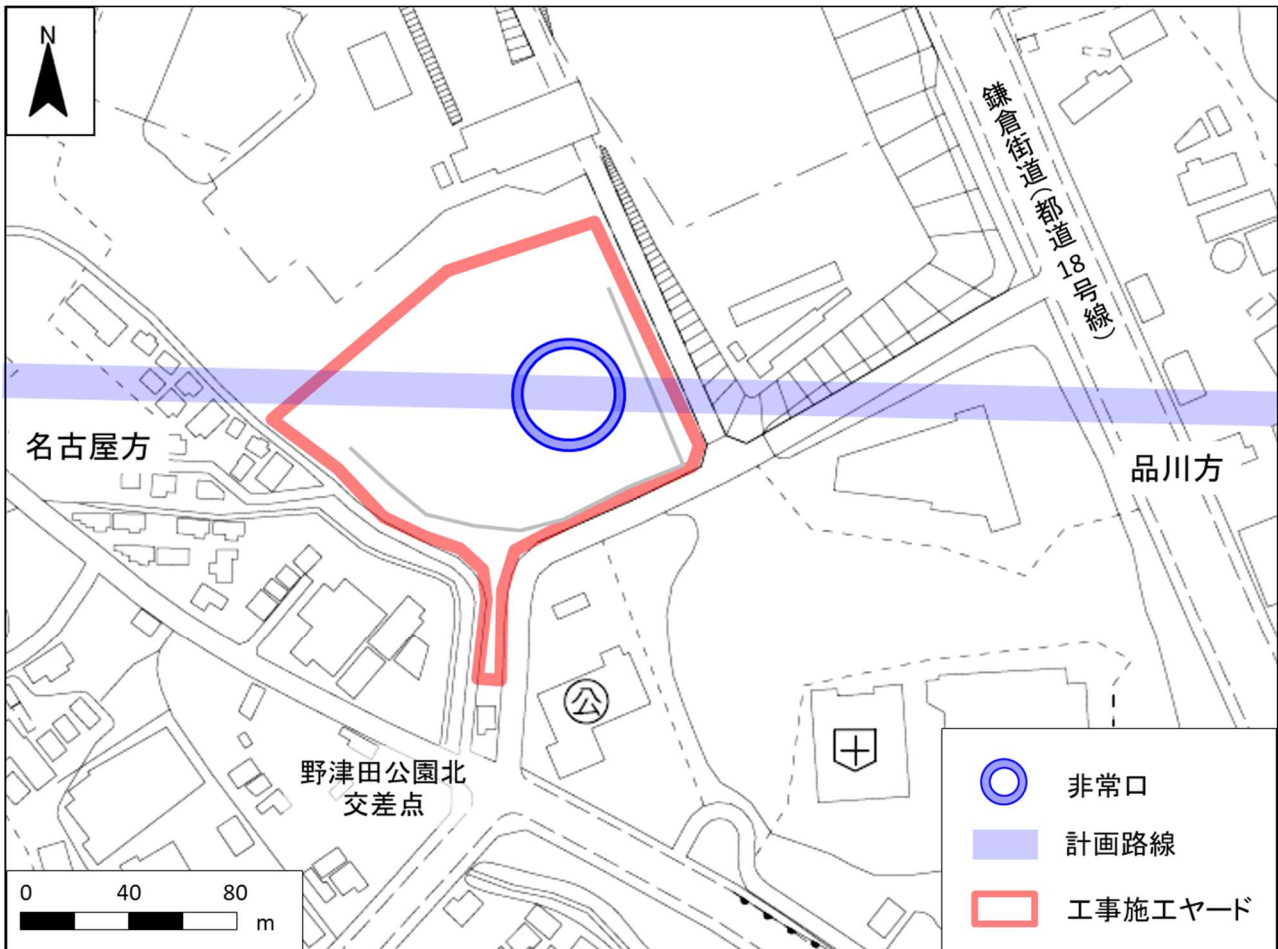 N
鎌倉街道(都道18号線)
名古屋方
品川方
公
野津田公園北
交差点
0 40 80
m
非常口
計画路線
工事施工ヤード